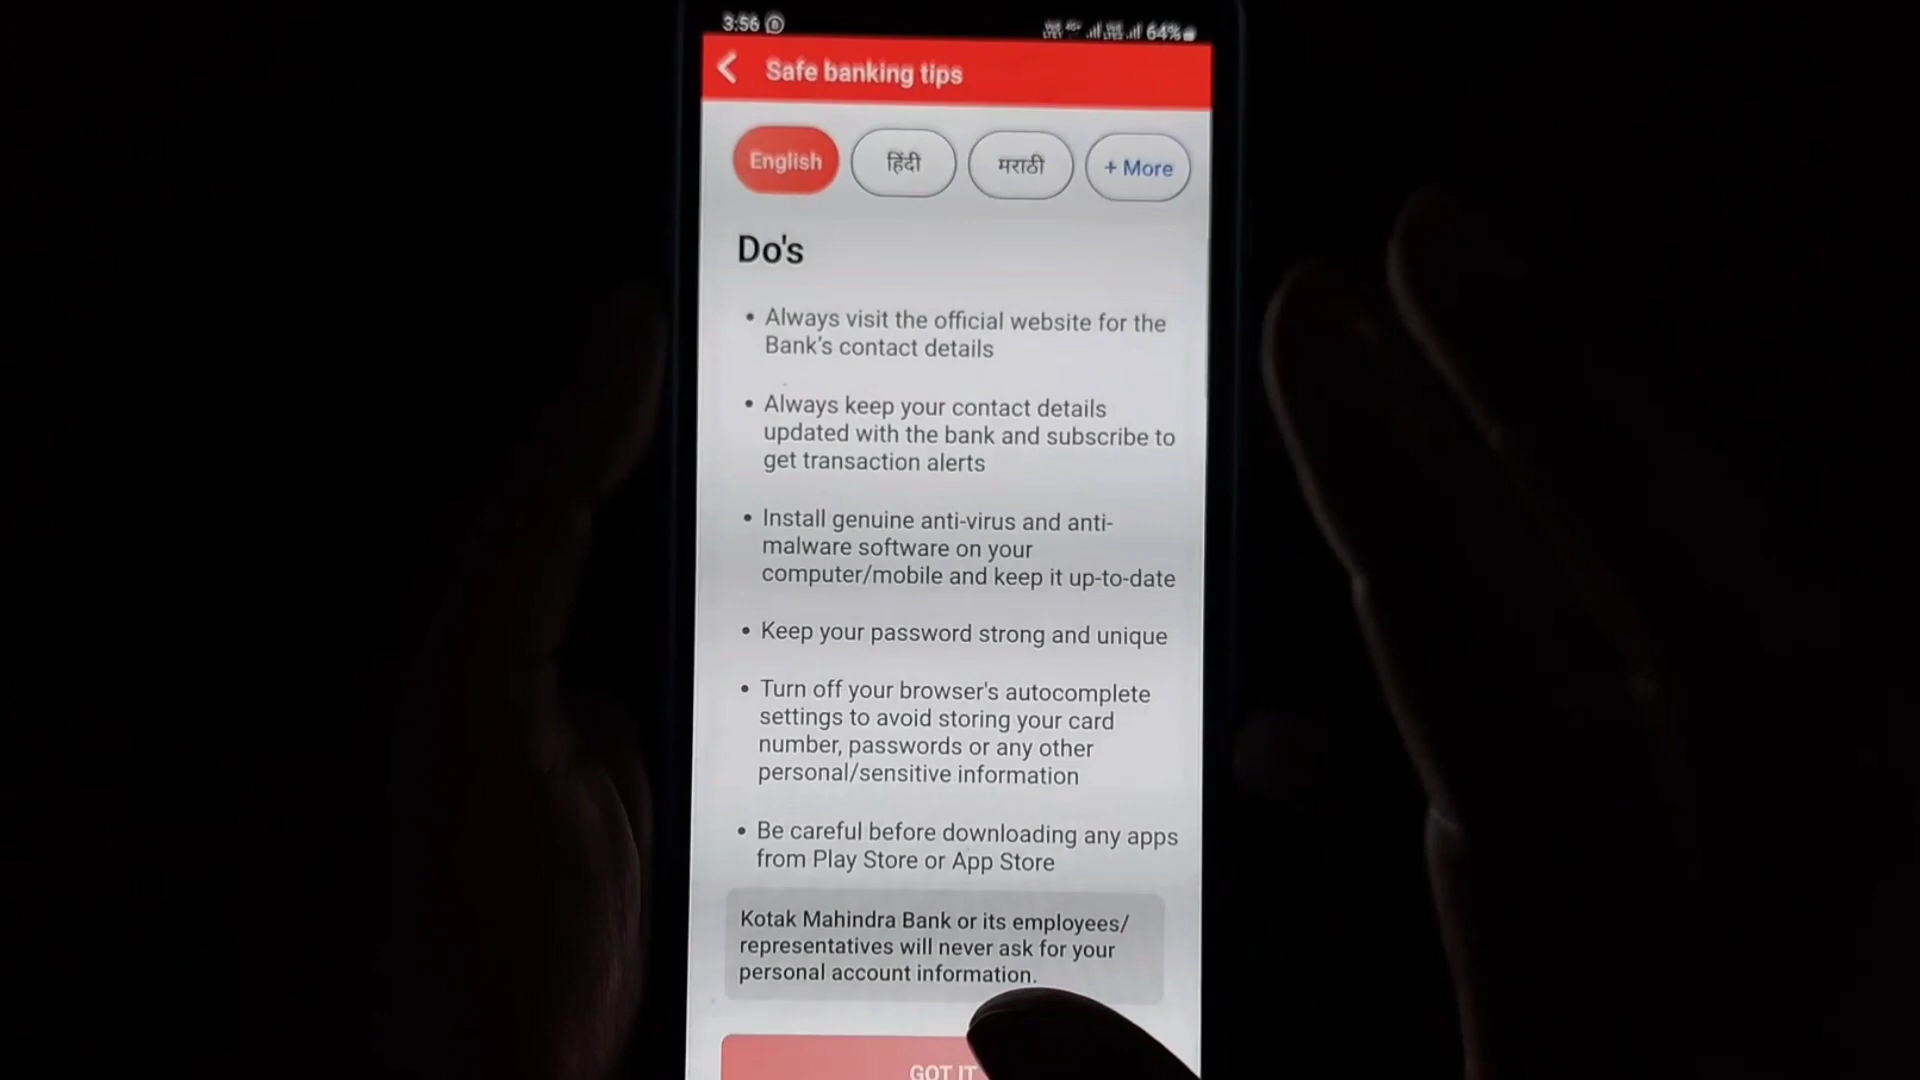 3:56
64%
Safe banking tips
English
हिंदी
मराठी
+ More
Do's
• Always visit the official website for the
Bank's contact details
• Always keep your contact details
updated with the bank and subscribe to
get transaction alerts
• Install genuine anti-virus and anti-
malware software on your
computer/mobile and keep it up-to-date
• Keep your password strong and unique
• Turn off your browser's autocomplete
settings to avoid storing your card
number, passwords or any other
personal/sensitive information
• Be careful before downloading any apps
from Play Store or App Store
Kotak Mahindra Bank or its employees/
representatives will never ask for your
personal account information.
GOT IT